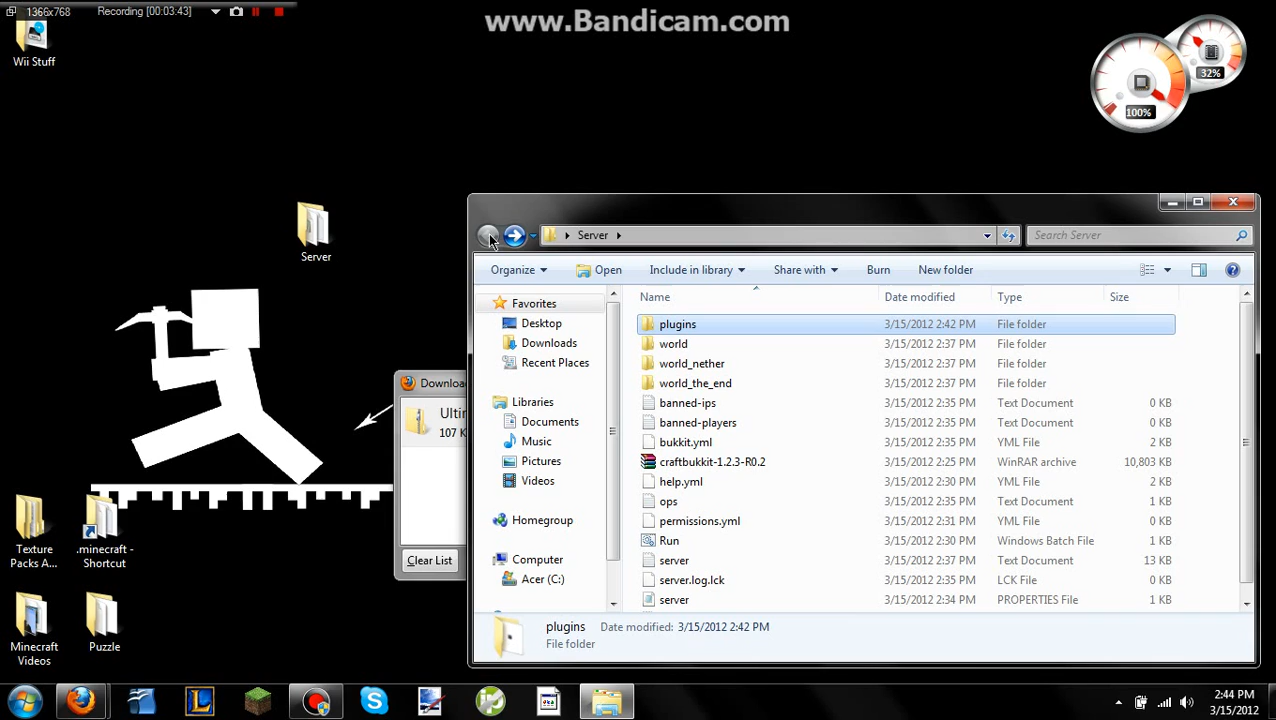 1366x768 Recording [00:03:43]
www.Bandicam.com
Wii Stuff
32%
100%
Server
Server
Search Server
Organize Open Include in library Share with Burn New folder
Name Date modified Type Size
Favorites
Desktop
Downloads
Recent Places
Libraries
Documents
Music
Pictures
Videos
Homegroup
Computer
Acer (C:)
plugins 3/15/2012 2:42 PM File folder
world 3/15/2012 2:37 PM File folder
world_nether 3/15/2012 2:37 PM File folder
world_the_end 3/15/2012 2:37 PM File folder
banned-ips 3/15/2012 2:37 PM Text Document 0 KB
banned-players 3/15/2012 2:37 PM Text Document 0 KB
bukkit.yml 3/15/2012 2:37 PM YML File 2 KB
craftbukkit-1.2.3-R0.2 3/15/2012 2:25 PM WinRAR archive 10,803 KB
help.yml 3/15/2012 2:35 PM YML File 2 KB
ops 3/15/2012 2:35 PM Text Document 1 KB
permissions.yml 3/15/2012 2:31 PM YML File 0 KB
Run 3/15/2012 2:30 PM Windows Batch File 1 KB
server 3/15/2012 2:37 PM Text Document 13 KB
server.log.lck 3/15/2012 2:35 PM LCK File 0 KB
server 3/15/2012 2:34 PM PROPERTIES File 1 KB
plugins Date modified: 3/15/2012 2:42 PM
File folder
Downloa
Ulti
107 K
Clear List
Texture
Packs A...
.minecraft -
Shortcut
Minecraft
Videos
Puzzle
2:44 PM
3/15/2012